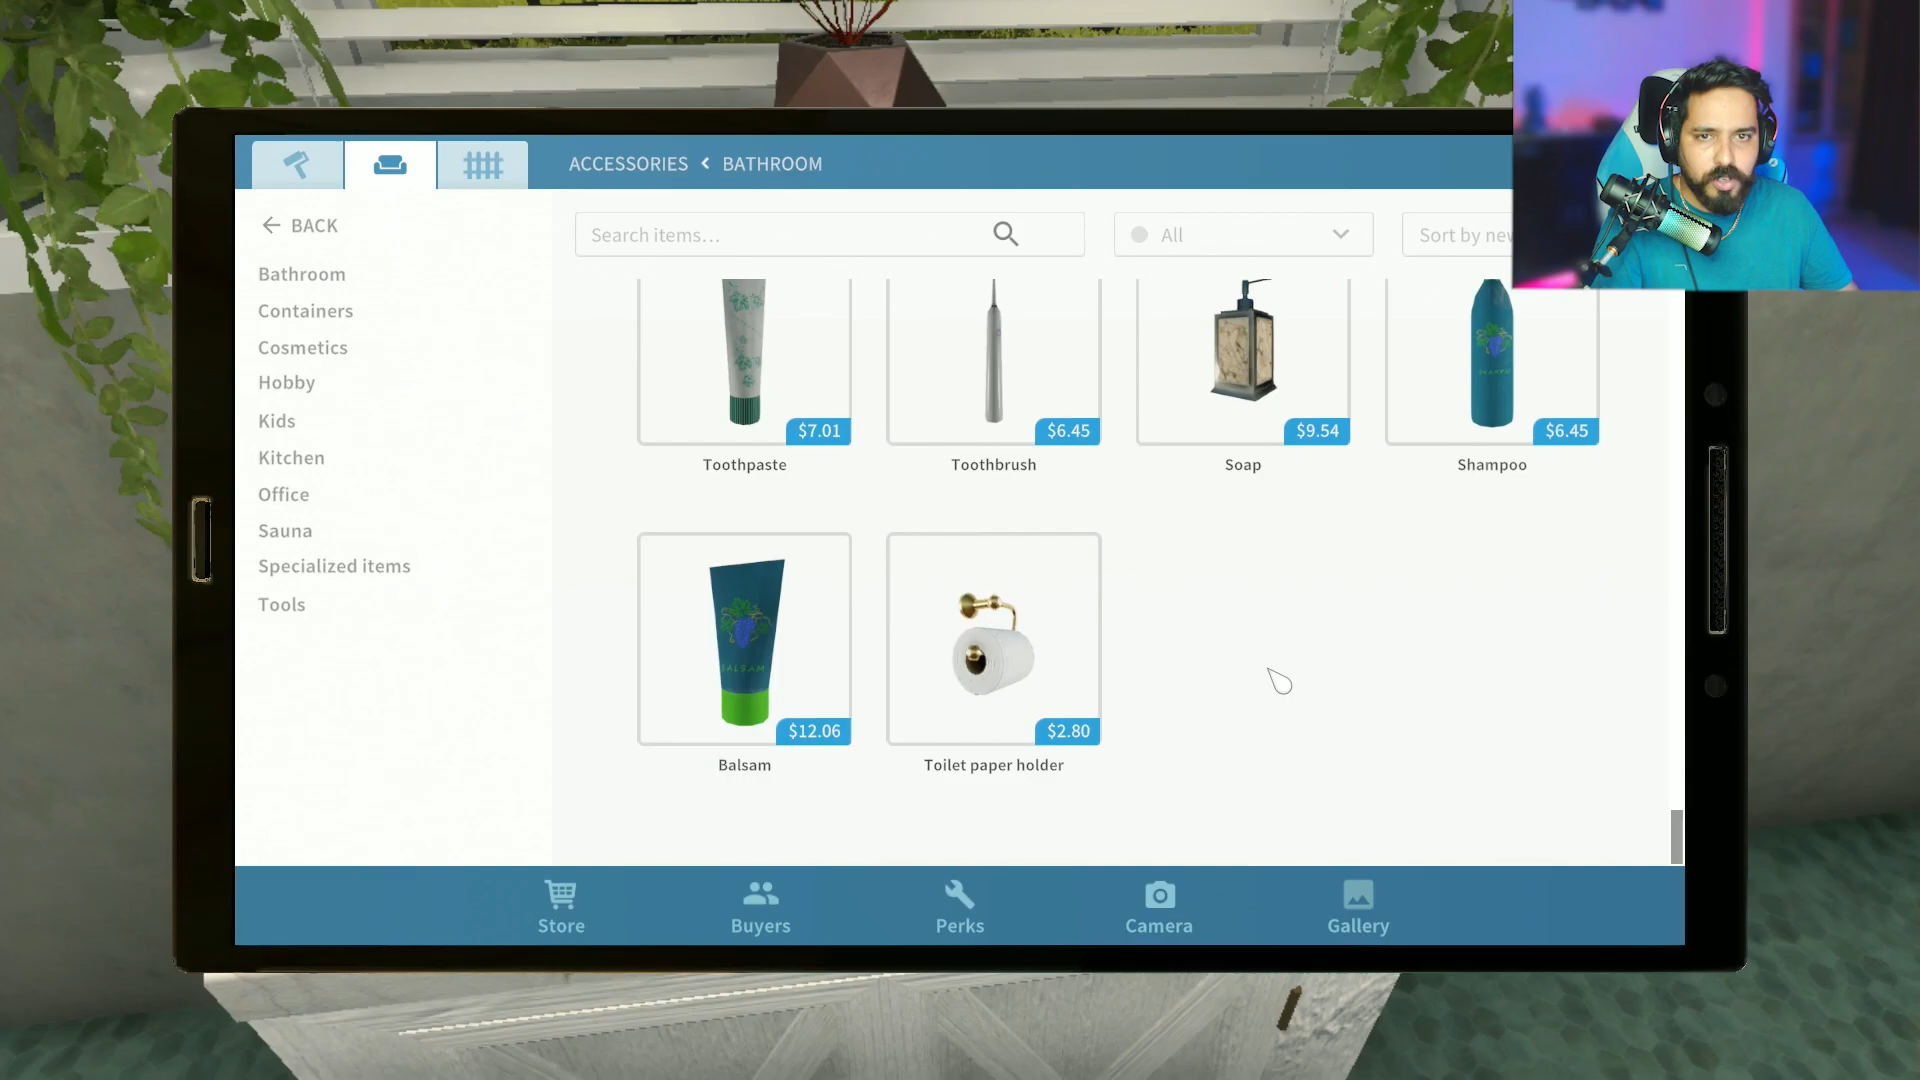 ACCESSORIES < BATHROOM
BACK
Search items...
All
Sort by
Bathroom
Containers
Cosmetics
Hobby
Kids
Kitchen
Office
Sauna
Specialized items
Tools
$7.01
$6.45
$9.54
$6.45
Toothpaste
Toothbrush
Soap
Shampoo
BALSAM
$12.06
$2.80
Balsam
Toilet paper holder
Store
Buyers
Perks
Camera
Gallery